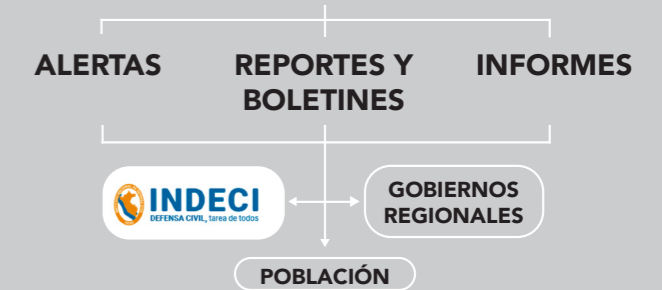 ALERTAS
REPORTES Y
BOLETINES
INFORMES
INDECI
DEFENSA CIVIL, tarea de todos
GOBIERNOS
REGIONALES
POBLACIÓN